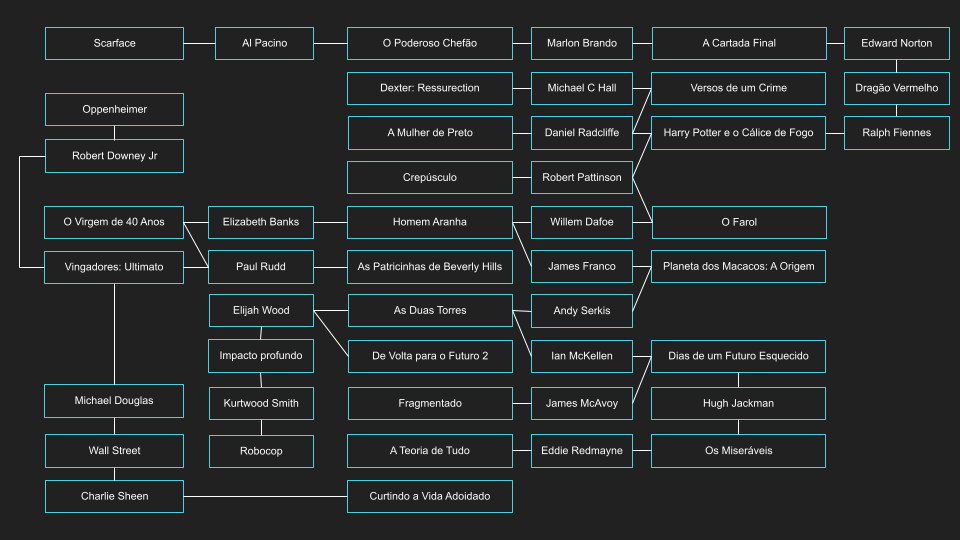 Scarface
Al Pacino
O Poderoso Chefão
Marlon Brando
A Cartada Final
Edward Norton
Dexter: Ressurection
Michael C Hall
Versos de um Crime
Dragão Vermelho
Oppenheimer
A Mulher de Preto
Daniel Radcliffe
Harry Potter e o Cálice de Fogo
Ralph Fiennes
Robert Downey Jr
Crepúsculo
Robert Pattinson
O Virgem de 40 Anos
Elizabeth Banks
Homem Aranha
Willem Dafoe
O Farol
Vingadores: Ultimato
Paul Rudd
As Patricinhas de Beverly Hills
James Franco
Planeta dos Macacos: A Origem
Elijah Wood
As Duas Torres
Andy Serkis
Impacto profundo
De Volta para o Futuro 2
Ian McKellen
Dias de um Futuro Esquecido
Michael Douglas
Kurtwood Smith
Fragmentado
James McAvoy
Hugh Jackman
Wall Street
Robocop
A Teoria de Tudo
Eddie Redmayne
Os Miseráveis
Charlie Sheen
Curtindo a Vida Adoidado